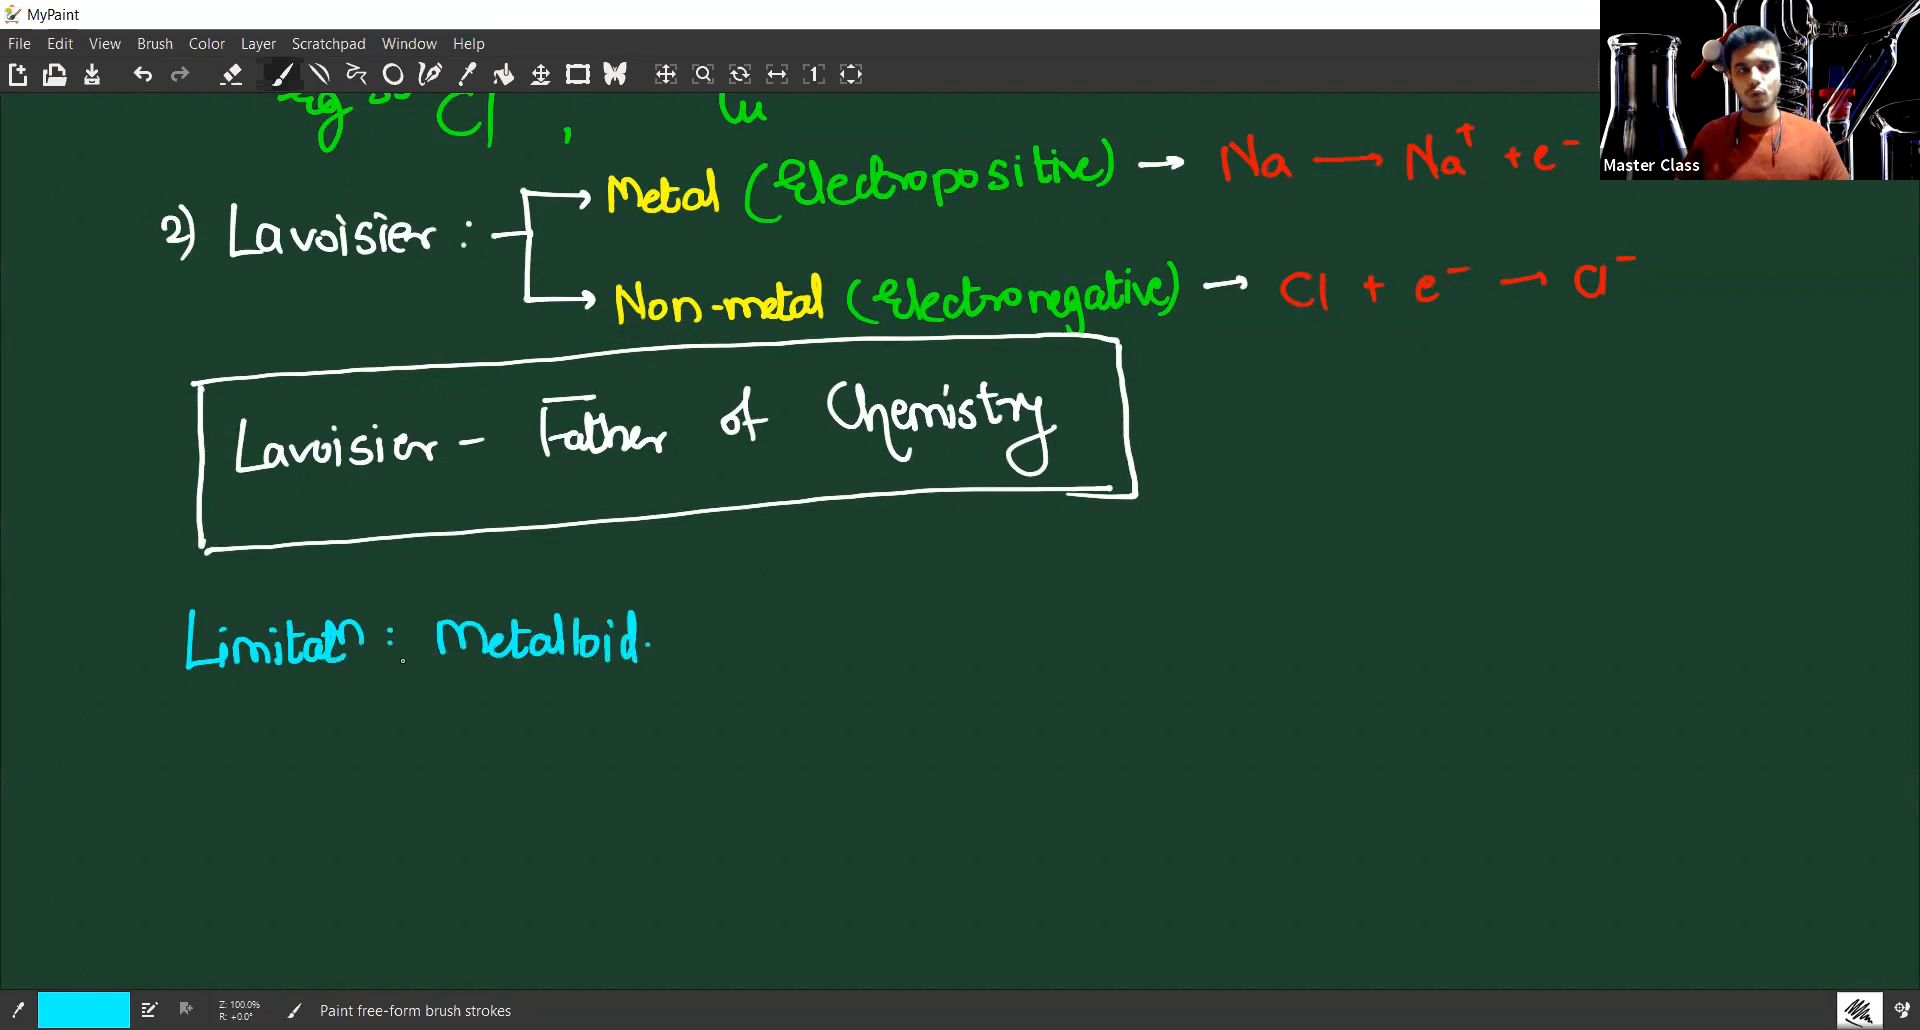 MyPaint
File Edit View Brush Color Layer Scratchpad Window Help
Master Class
Cl ,
Metal (Electropositive) → Na → Na⁺ + e⁻
2) Lavoisier :
Non-metal (Electronegative) → Cl + e⁻ → Cl⁻
Lavoisier - Father of Chemistry
Limitatn : Metalloid.
Z: 100.0%
R: +0.0°
Paint free-form brush strokes